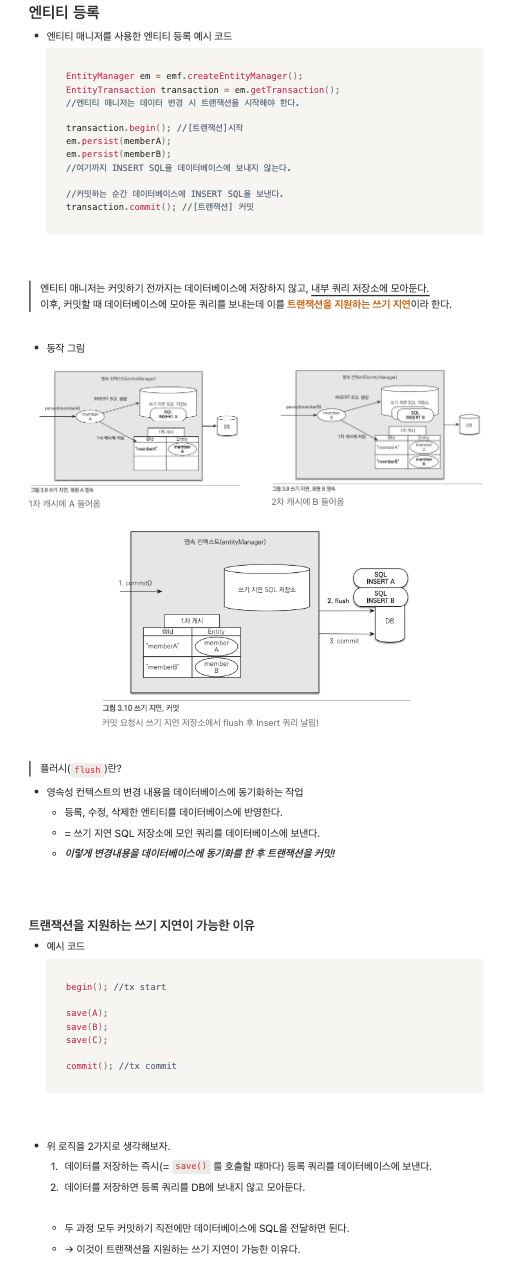 엔티티 등록
• 엔티티 매니저를 사용한 엔티티 등록 예시 코드
EntityManager em = emf.createEntityManager();
EntityTransaction transaction = em.getTransaction();
//엔티티 매니저는 데이터 변경 시 트랜잭션을 시작해야 한다.
transaction.begin(); //[트랜잭션]시작
em.persist(memberA);
em.persist(memberB);
//여기까지 INSERT SQL을 데이터베이스에 보내지 않는다.
//커밋하는 순간 데이터베이스에 INSERT SQL을 보낸다.
transaction.commit(); //[트랜잭션] 커밋
엔티티 매니저는 커밋하기 전까지는 데이터베이스에 저장하지 않고, 내부 쿼리 저장소에 모아둔다.
이후, 커밋할 때 데이터베이스에 모아둔 쿼리를 보내는데 이를 트랜잭션을 지원하는 쓰기 지연이라 한다.
• 동작 그림
영속 컨텍스트(entityManager)
persist(memberA)
member
A
INSERT SQL 생성
쓰기 지연 SQL 저장소
SQL
INSERT A
DB
1차 캐시에 저장
1차 캐시
@Id Entity
"memberA" member
A
그림 3.8 쓰기 지연, 회원 A 영속
1차 캐시에 A 들어옴
영속 컨텍스트(entityManager)
persist(memberB)
member
B
INSERT SQL 생성
쓰기 지연 SQL 저장소
SQL
INSERT B
DB
1차 캐시에 저장
1차 캐시
@Id Entity
"memberA" member
"memberB" member
B
그림 3.9 쓰기 지연, 회원 B 영속
2차 캐시에 B 들어옴
영속 컨텍스트(entityManager)
1. commit()
쓰기 지연 SQL 저장소
SQL
INSERT A
SQL
INSERT B
2. flush
DB
3. commit
1차 캐시
@Id Entity
"memberA" member
A
"memberB" member
B
그림 3.10 쓰기 지연, 커밋
커밋 요청시 쓰기 지연 저장소에서 flush 후 Insert 쿼리 날림!
플러시(flush)란?
• 영속성 컨텍스트의 변경 내용을 데이터베이스에 동기화하는 작업
◦ 등록, 수정, 삭제한 엔티티를 데이터베이스에 반영한다.
◦ = 쓰기 지연 SQL 저장소에 모인 쿼리를 데이터베이스에 보낸다.
◦ 이렇게 변경내용을 데이터베이스에 동기화를 한 후 트랜잭션을 커밋!
트랜잭션을 지원하는 쓰기 지연이 가능한 이유
• 예시 코드
begin(); //tx start
save(A);
save(B);
save(C);
commit(); //tx commit
• 위 로직을 2가지로 생각해보자.
1. 데이터를 저장하는 즉시(= save() 를 호출할 때마다) 등록 쿼리를 데이터베이스에 보낸다.
2. 데이터를 저장하면 등록 쿼리를 DB에 보내지 않고 모아둔다.
◦ 두 과정 모두 커밋하기 직전에만 데이터베이스에 SQL을 전달하면 된다.
◦ → 이것이 트랜잭션을 지원하는 쓰기 지연이 가능한 이유다.